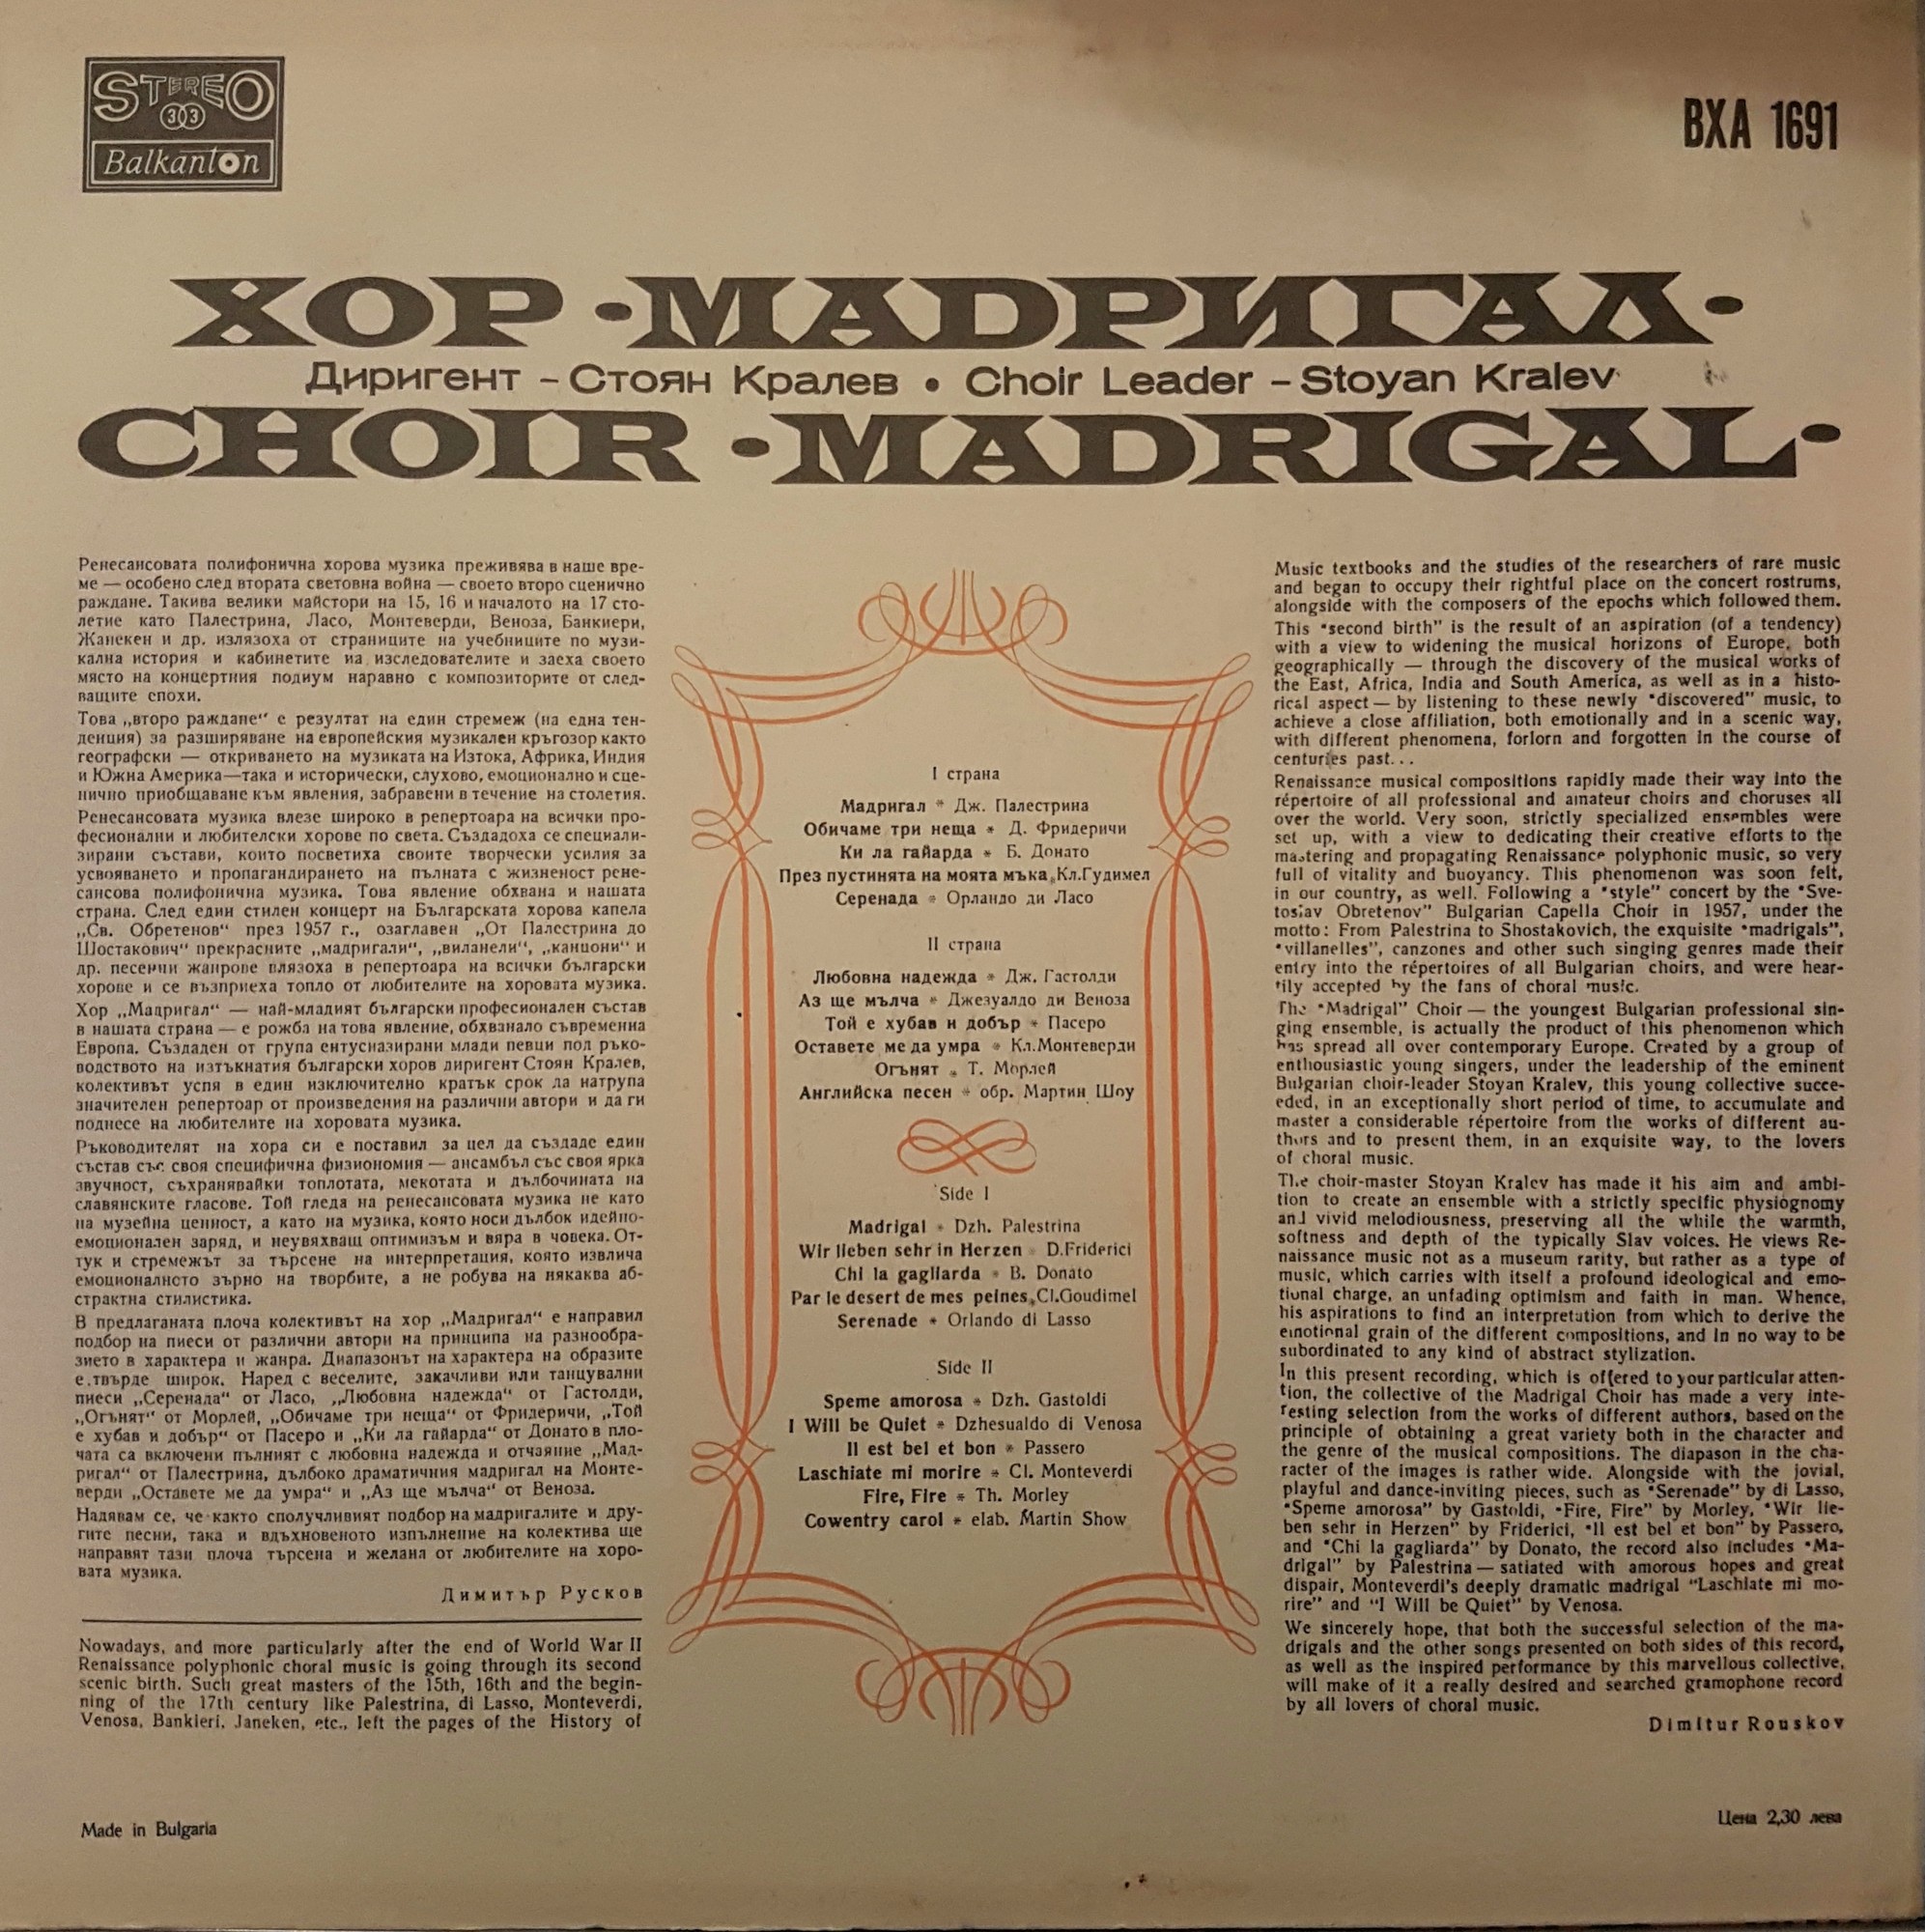 STEREO
33
Balkanton
ВХА 1691
ХОР •МАДРИГАЛ•
Диригент – Стоян Кралев • Choir Leader – Stoyan Kralev
CHOIR •MADRIGAL•
Ренесансовата полифонична хорова музика преживява в наше вре-
ме — особено след втората световна война — своето второ сценично
раждане. Такива велики майстори на 15, 16 и началото на 17 сто-
летие като Палестрина, Ласо, Монтеверди, Веноза, Банкиери,
Жанекен и др. излязоха от страниците на учебниците по музи-
кална история и кабинетите на изследователите и заеха своето
място на концертния подиум наравно с композиторите от след-
ващите епохи.
Това „второ раждане“ е резултат на един стремеж (на една тен-
денция) за разширяване на европейския музикален кръгозор както
географски — откриването на музиката на Изтока, Африка, Индия
и Южна Америка—така и исторически, слухово, емоционално и сце-
нично приобщаване към явления, забравени в течение на столетия.
Ренесансовата музика влезе широко в репертоара на всички про-
фесионални и любителски хорове по света. Създадоха се специали-
зирани състави, които посветиха своите творчески усилия за
усвояването и пропагандирането на пълната с жизненост рене-
сансова полифонична музика. Това явление обхвана и нашата
страна. След един стилен концерт на Българската хорова капела
„Св. Обретенов“ през 1957 г., озаглавен „От Палестрина до
Шостакович“ прекрасните „мадригали“, „виланели“, „канцони“ и
др. песенни жанрове влязоха в репертоара на всички български
хорове и се възприеха топло от любителите на хоровата музика.
Хор „Мадригал“ — най-младият български професионален състав
в нашата страна — е рожба на това явление, обхванало съвременна
Европа. Създаден от група ентусиазирани млади певци под ръко-
водството на изтъкнатия български хоров диригент Стоян Кралев,
колективът успя в един изключително кратък срок да натрупа
значителен репертоар от произведения на различни автори и да ги
поднесе на любителите на хоровата музика.
Ръководителят на хора си е поставил за цел да създаде един
състав със своя специфична физиономия — ансамбъл със своя ярка
звучност, съхранявайки топлотата, мекотата и дълбочината на
славянските гласове. Той гледа на ренесансовата музика не като
на музейна ценност, а като на музика, която носи дълбок идейно-
емоционален заряд, и неувяхващ оптимизъм и вяра в човека. От-
тук и стремежът за търсене на интерпретация, която извлича
емоционалното зърно на творбите, а не робува на някаква аб-
страктна стилистика.
В предлаганата плоча колективът на хор „Мадригал“ е направил
подбор на пиеси от различни автори на принципа на разнообра-
зието в характера и жанра. Диапазонът на характера на образите
е твърде широк. Наред с веселите, закачливи или танцувални
пиеси „Серенада“ от Ласо, „Любовна надежда“ от Гастолди,
„Огънят“ от Морлей, „Обичаме три неща“ от Фридеричи, „Той
е хубав и добър“ от Пасеро и „Ки ла гайарда“ от Донато в пло-
чата са включени пълният с любовна надежда и отчаяние „Мад-
ригал“ от Палестрина, дълбоко драматичния мадригал на Монте-
верди „Оставете ме да умра“ и „Аз ще мълча“ от Веноза.
Надявам се, че както сполучливият подбор на мадригалите и дру-
гите песни, така и вдъхновеното изпълнение на колектива ще
направят тази плоча търсена и желана от любителите на хоро-
вата музика.
Димитър Русков
Nowadays, and more particularly after the end of World War II
Renaissance polyphonic choral music is going through its second
scenic birth. Such great masters of the 15th, 16th and the begin-
ning of the 17th century like Palestrina, di Lasso, Monteverdi,
Venosa, Bankieri, Janeken, etc., left the pages of the History of
I страна
Мадригал * Дж. Палестрина
Обичаме три неща * Д. Фридеричи
Ки ла гайарда * Б. Донато
През пустинята на моята мъка * Кл.Гудимел
Серенада * Орландо ди Ласо
II страна
Любовна надежда * Дж. Гастолди
Аз ще мълча * Джезуалдо ди Веноза
Той е хубав и добър * Пасеро
Оставете ме да умра * Кл.Монтеверди
Огънят * Т. Морлей
Английска песен * обр. Мартин Шоу
Side I
Madrigal * Dzh. Palestrina
Wir lieben sehr in Herzen * D.Friderici
Chi la gagliarda * B. Donato
Par le desert de mes peines * Cl.Goudimel
Serenade * Orlando di Lasso
Side II
Speme amorosa * Dzh. Gastoldi
I Will be Quiet * Dzhesualdo di Venosa
Il est bel et bon * Passero
Laschiate mi morire * Cl. Monteverdi
Fire, Fire * Th. Morley
Cowentry carol * elab. Martin Show
Music textbooks and the studies of the researchers of rare music
and began to occupy their rightful place on the concert rostrums,
alongside with the composers of the epochs which followed them.
This “second birth” is the result of an aspiration (of a tendency)
with a view to widening the musical horizons of Europe, both
geographically — through the discovery of the musical works of
the East, Africa, India and South America, as well as in a histo-
rical aspect — by listening to these newly “discovered” music, to
achieve a close affiliation, both emotionally and in a scenic way,
with different phenomena, forlorn and forgotten in the course of
centuries past...
Renaissance musical compositions rapidly made their way into the
répertoire of all professional and amateur choirs and choruses all
over the world. Very soon, strictly specialized ensembles were
set up, with a view to dedicating their creative efforts to the
mastering and propagating Renaissance polyphonic music, so very
full of vitality and buoyancy. This phenomenon was soon felt,
in our country, as well. Following a “style” concert by the “Sve-
toslav Obretenov” Bulgarian Capella Choir in 1957, under the
motto: From Palestrina to Shostakovich, the exquisite “madrigals”,
“villanelles”, canzones and other such singing genres made their
entry into the répertoires of all Bulgarian choirs, and were hear-
tily accepted by the fans of choral music.
The “Madrigal” Choir — the youngest Bulgarian professional sin-
ging ensemble, is actually the product of this phenomenon which
has spread all over contemporary Europe. Created by a group of
enthousiastic young singers, under the leadership of the eminent
Bulgarian choir-leader Stoyan Kralev, this young collective succe-
eded, in an exceptionally short period of time, to accumulate and
master a considerable répertoire from the works of different au-
thors and to present them, in an exquisite way, to the lovers
of choral music.
The choir-master Stoyan Kralev has made it his aim and ambi-
tion to create an ensemble with a strictly specific physiognomy
and vivid melodiousness, preserving all the while the warmth,
softness and depth of the typically Slav voices. He views Re-
naissance music not as a museum rarity, but rather as a type of
music, which carries with itself a profound ideological and emo-
tional charge, an unfading optimism and faith in man. Whence,
his aspirations to find an interpretation from which to derive the
emotional grain of the different compositions, and in no way to be
subordinated to any kind of abstract stylization.
In this present recording, which is offered to your particular atten-
tion, the collective of the Madrigal Choir has made a very inte-
resting selection from the works of different authors, based on the
principle of obtaining a great variety both in the character and
the genre of the musical compositions. The diapason in the cha-
racter of the images is rather wide. Alongside with the jovial,
playful and dance-inviting pieces, such as “Serenade” by di Lasso,
“Speme amorosa” by Gastoldi, “Fire, Fire” by Morley, “Wir lie-
ben sehr in Herzen” by Friderici, “Il est bel et bon” by Passero,
and “Chi la gagliarda” by Donato, the record also includes “Ma-
drigal” by Palestrina — satiated with amorous hopes and great
dispair, Monteverdi's deeply dramatic madrigal “Laschiate mi mo-
rire” and “I Will be Quiet” by Venosa.
We sincerely hope, that both the successful selection of the ma-
drigals and the other songs presented on both sides of this record,
as well as the inspired performance by this marvellous collective,
will make of it a really desired and searched gramophone record
by all lovers of choral music.
Dimitur Rouskov
Made in Bulgaria
Цена 2,30 лева